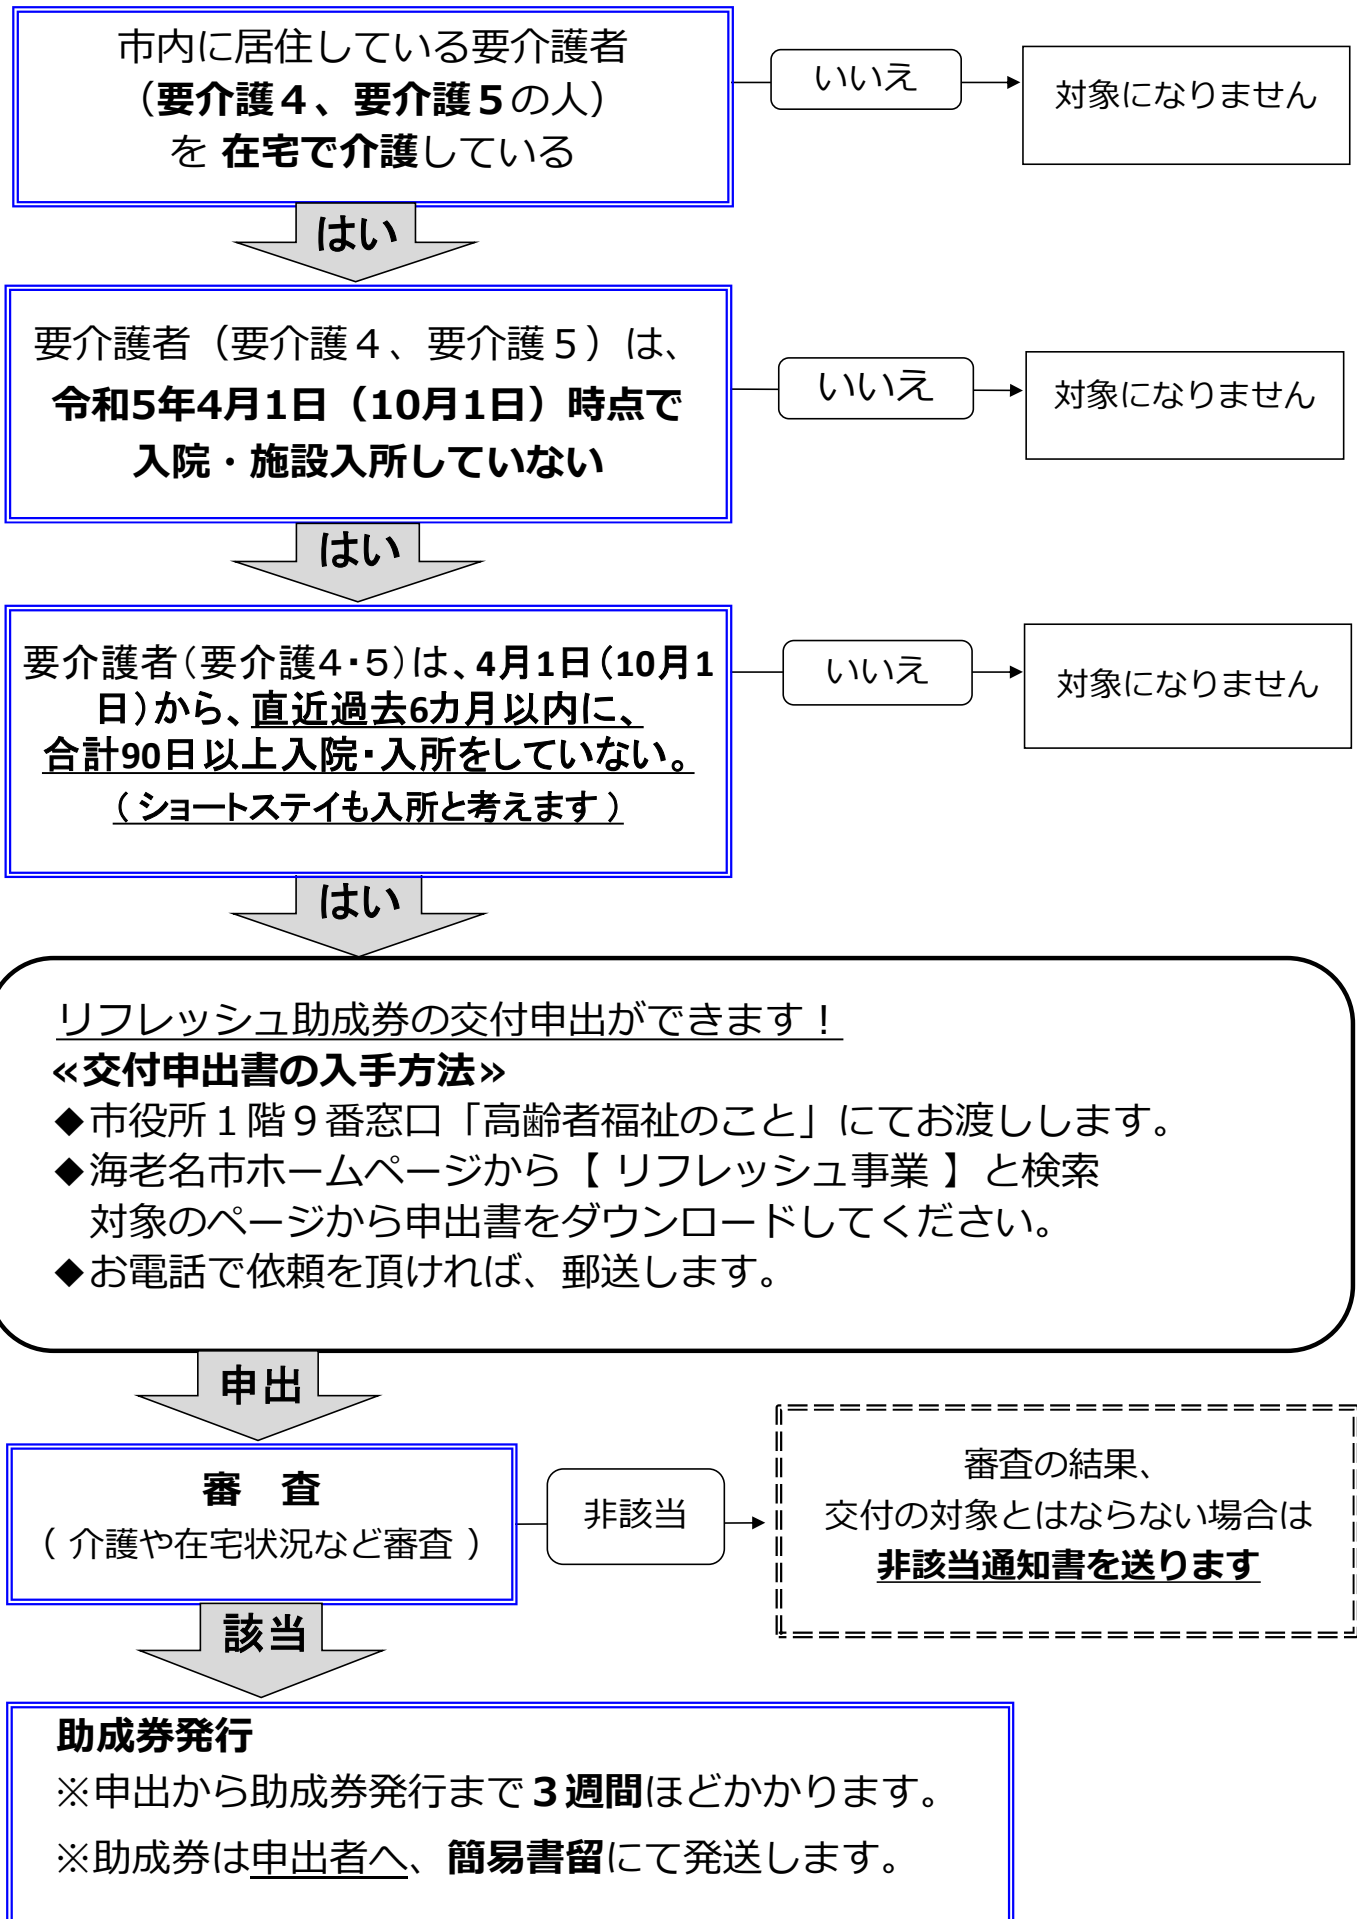 市内に居住している要介護者
（要介護４、要介護５の人）
を 在宅で介護している
いいえ
対象になりません
はい
要介護者（要介護４、要介護５）は、
令和5年4月1日（10月1日）時点で
入院・施設入所していない
いいえ
対象になりません
はい
要介護者（要介護4・5）は、4月1日（10月1
日）から、直近過去6カ月以内に、
合計90日以上入院・入所をしていない。
（ ショートステイも入所と考えます ）
いいえ
対象になりません
はい
リフレッシュ助成券の交付申出ができます！
≪交付申出書の入手方法≫
◆市役所１階９番窓口「高齢者福祉のこと」にてお渡しします。
◆海老名市ホームページから【 リフレッシュ事業 】と検索
対象のページから申出書をダウンロードしてください。
◆お電話で依頼を頂ければ、郵送します。
申出
審　査
（ 介護や在宅状況など審査 ）
非該当
審査の結果、
交付の対象とはならない場合は
非該当通知書を送ります
該当
助成券発行
※申出から助成券発行まで３週間ほどかかります。
※助成券は申出者へ、簡易書留にて発送します。